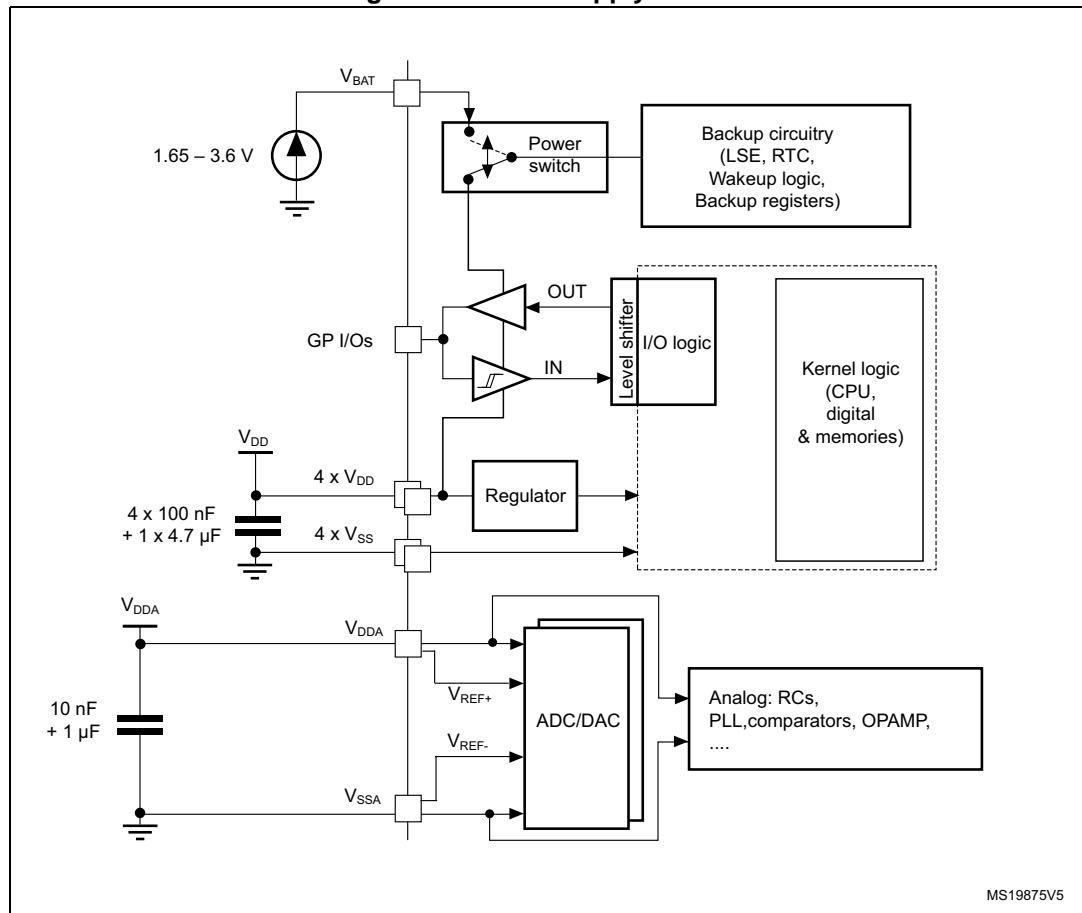 V_BAT
1.65 – 3.6 V
Power
switch
Backup circuitry
(LSE, RTC,
Wakeup logic,
Backup registers)
OUT
GP I/Os
IN
Level shifter
I/O logic
Kernel logic
(CPU,
digital
& memories)
V_DD
4 x V_DD
Regulator
4 x 100 nF
+ 1 x 4.7 µF
4 x V_SS
V_DDA
V_DDA
V_REF+
10 nF
+ 1 µF
ADC/DAC
Analog: RCs,
PLL,comparators, OPAMP,
....
V_REF-
V_SSA
MS19875V5